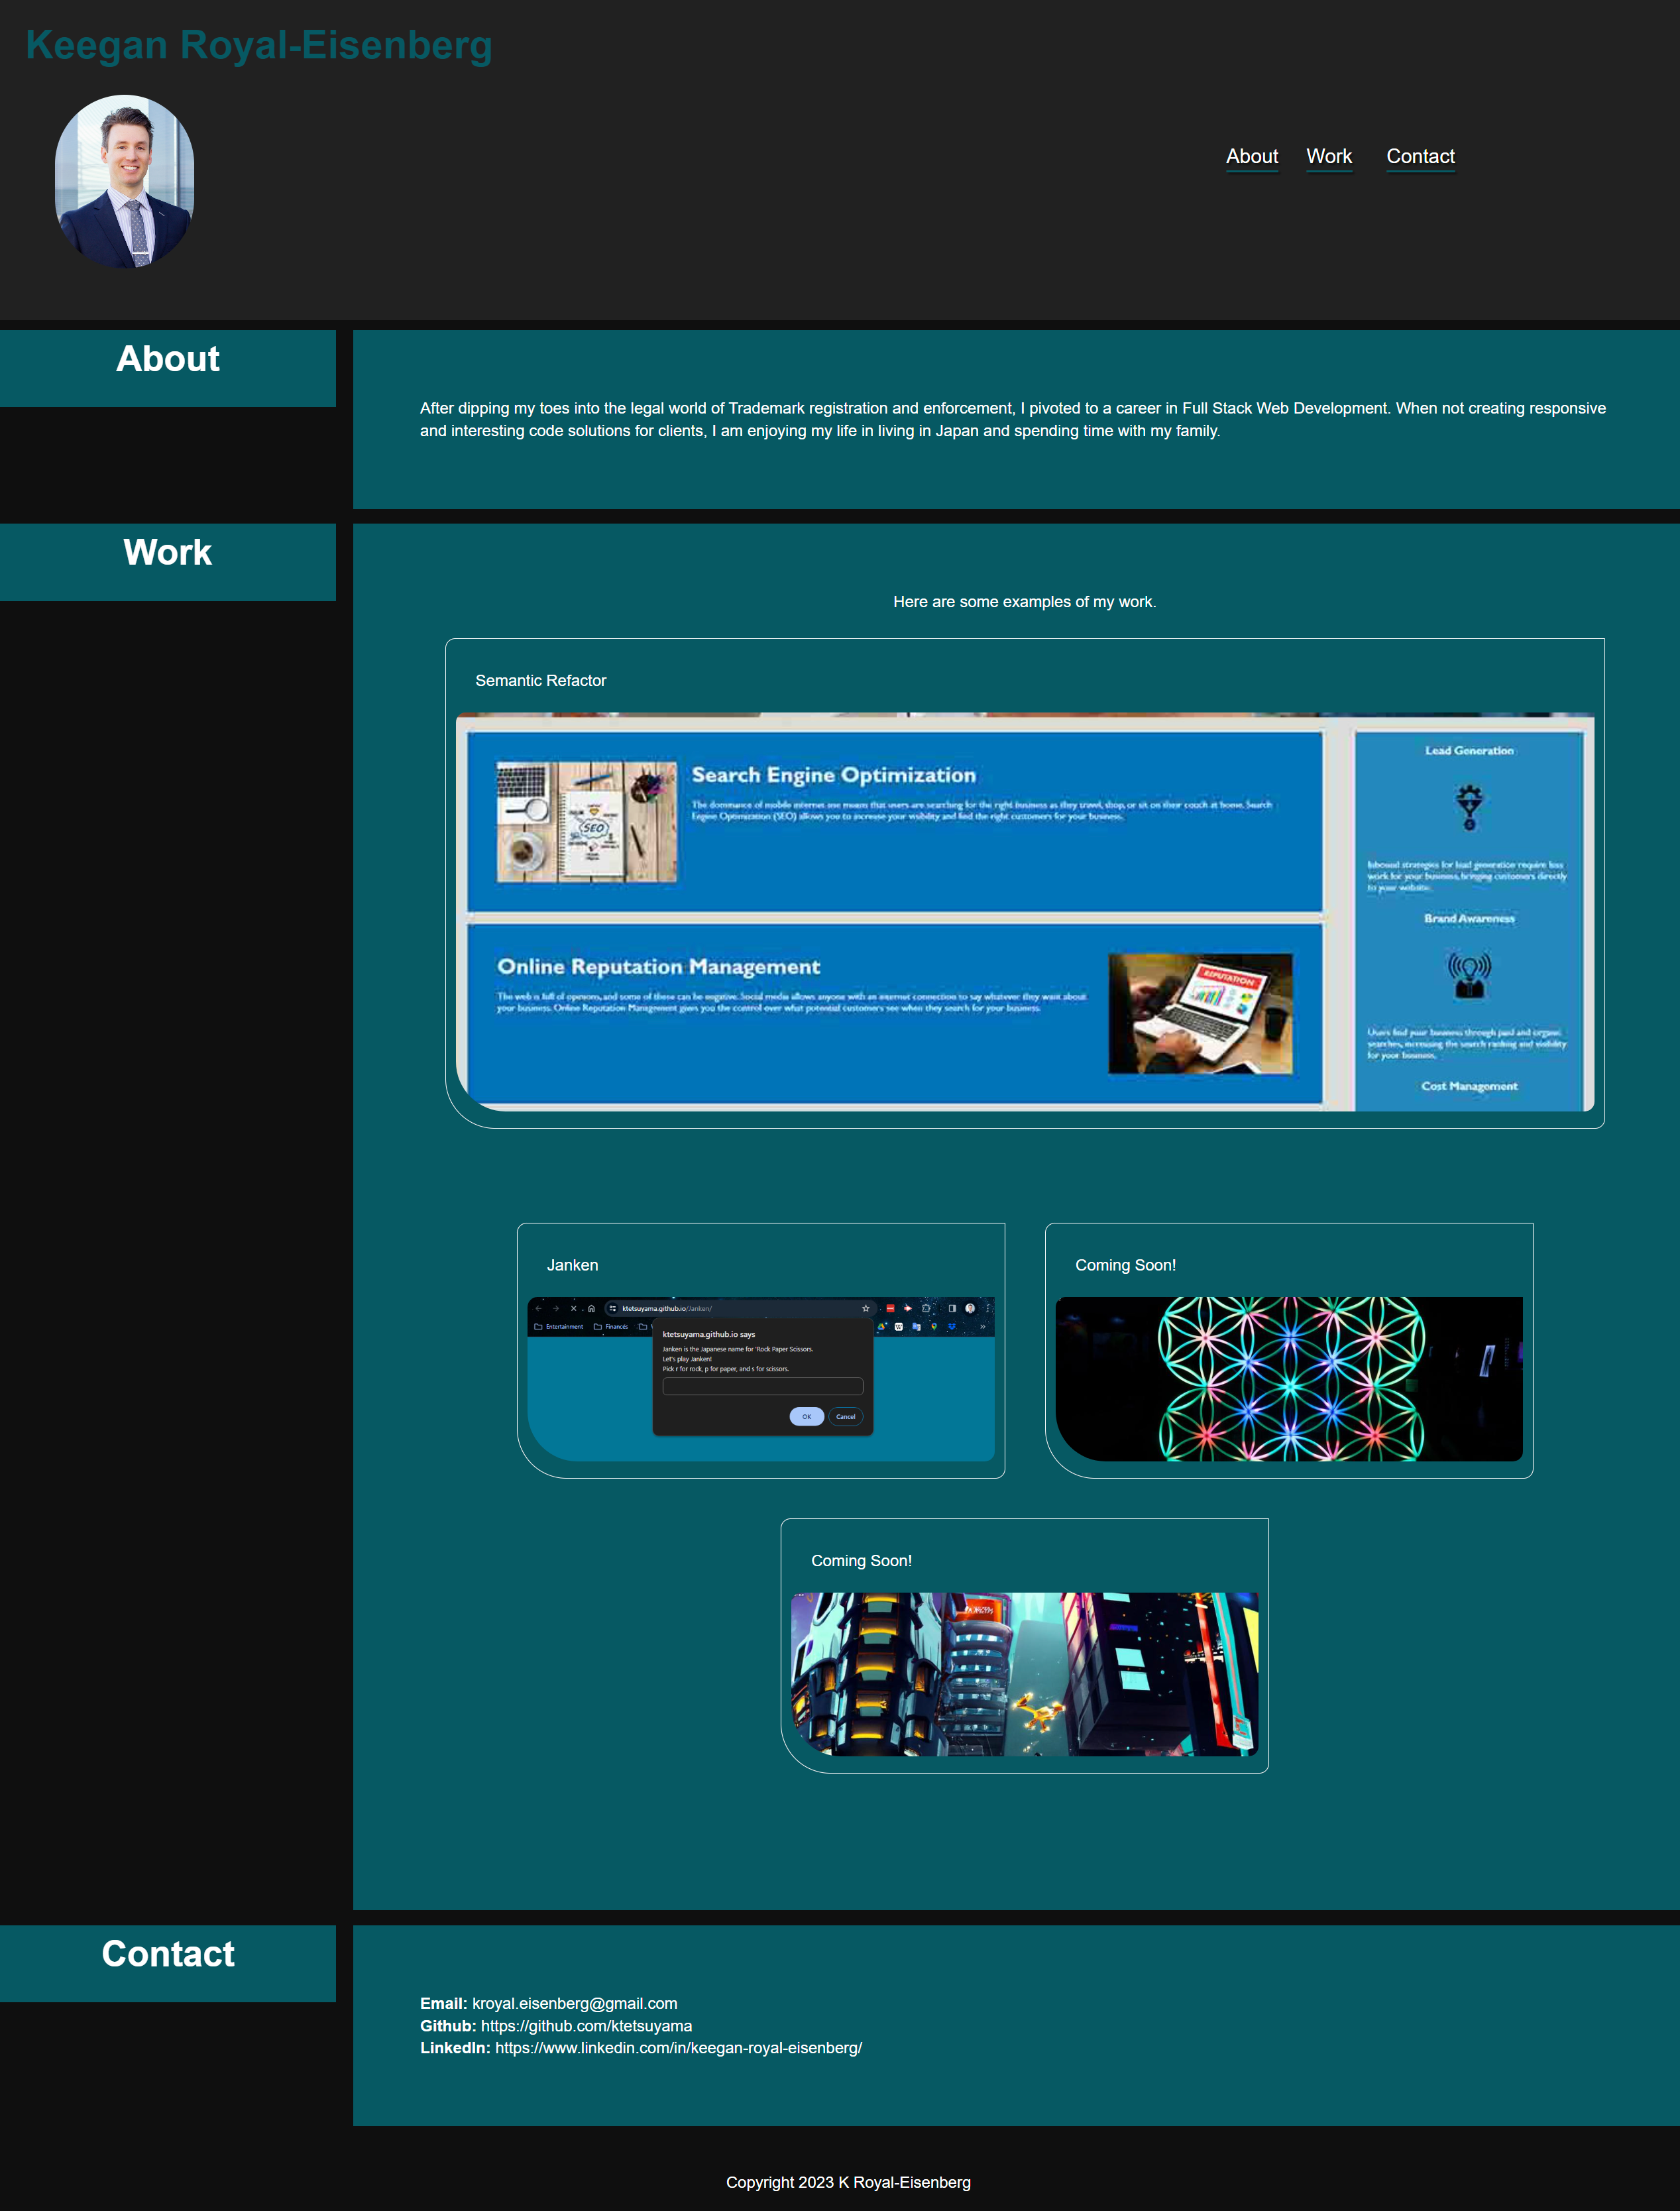 Keegan Royal-Eisenberg
About Work Contact
About
After dipping my toes into the legal world of Trademark registration and enforcement, I pivoted to a career in Full Stack Web Development. When not creating responsive
and interesting code solutions for clients, I am enjoying my life in living in Japan and spending time with my family.
Work
Here are some examples of my work.
Semantic Refactor
Search Engine Optimization
The dominance of mobile internet use means that users are searching for the right business as they travel, shop, or sit on their couch at home. Search
Engine Optimization (SEO) allows you to increase your visibility and find the right customers for your business.
SEO
Lead Generation
Inbound strategies for lead generation require less
work for your business, bringing customers directly
to your website.
Brand Awareness
Users find your business through paid and organic
searches, increasing the search ranking and visibility
for your business.
Cost Management
Online Reputation Management
The web is full of opinions, and some of these can be negative. Social media allows anyone with an internet connection to say whatever they want about
your business. Online Reputation Management gives you the control over what potential customers see when they search for your business.
REPUTATION
Janken
ktetsuyama.github.io/Janken/
Entertainment Finances
ktetsuyama.github.io says
Janken is the Japanese name for 'Rock Paper Scissors.
Let's play Janken!
Pick r for rock, p for paper, and s for scissors.
OK Cancel
Coming Soon!
Coming Soon!
Contact
Email: kroyal.eisenberg@gmail.com
Github: https://github.com/ktetsuyama
LinkedIn: https://www.linkedin.com/in/keegan-royal-eisenberg/
Copyright 2023 K Royal-Eisenberg